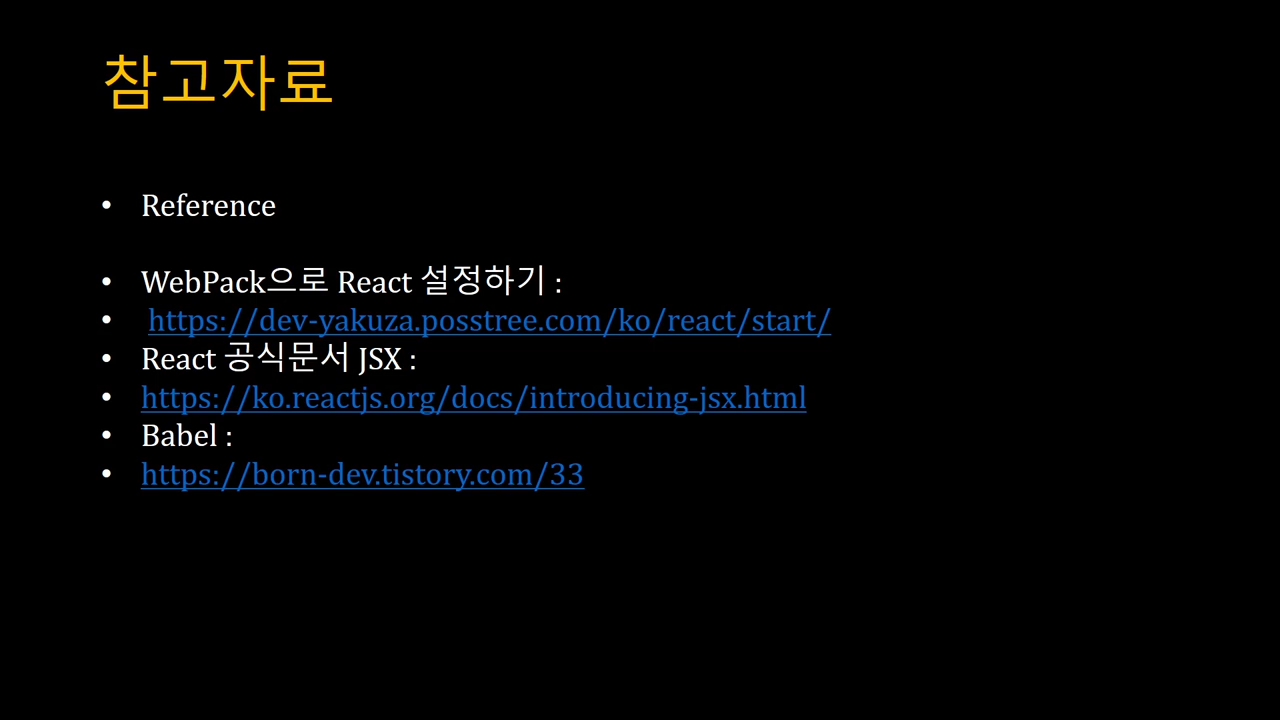 참고자료
• Reference
• WebPack으로 React 설정하기 :
• https://dev-yakuza.posstree.com/ko/react/start/
• React 공식문서 JSX :
• https://ko.reactjs.org/docs/introducing-jsx.html
• Babel :
• https://born-dev.tistory.com/33